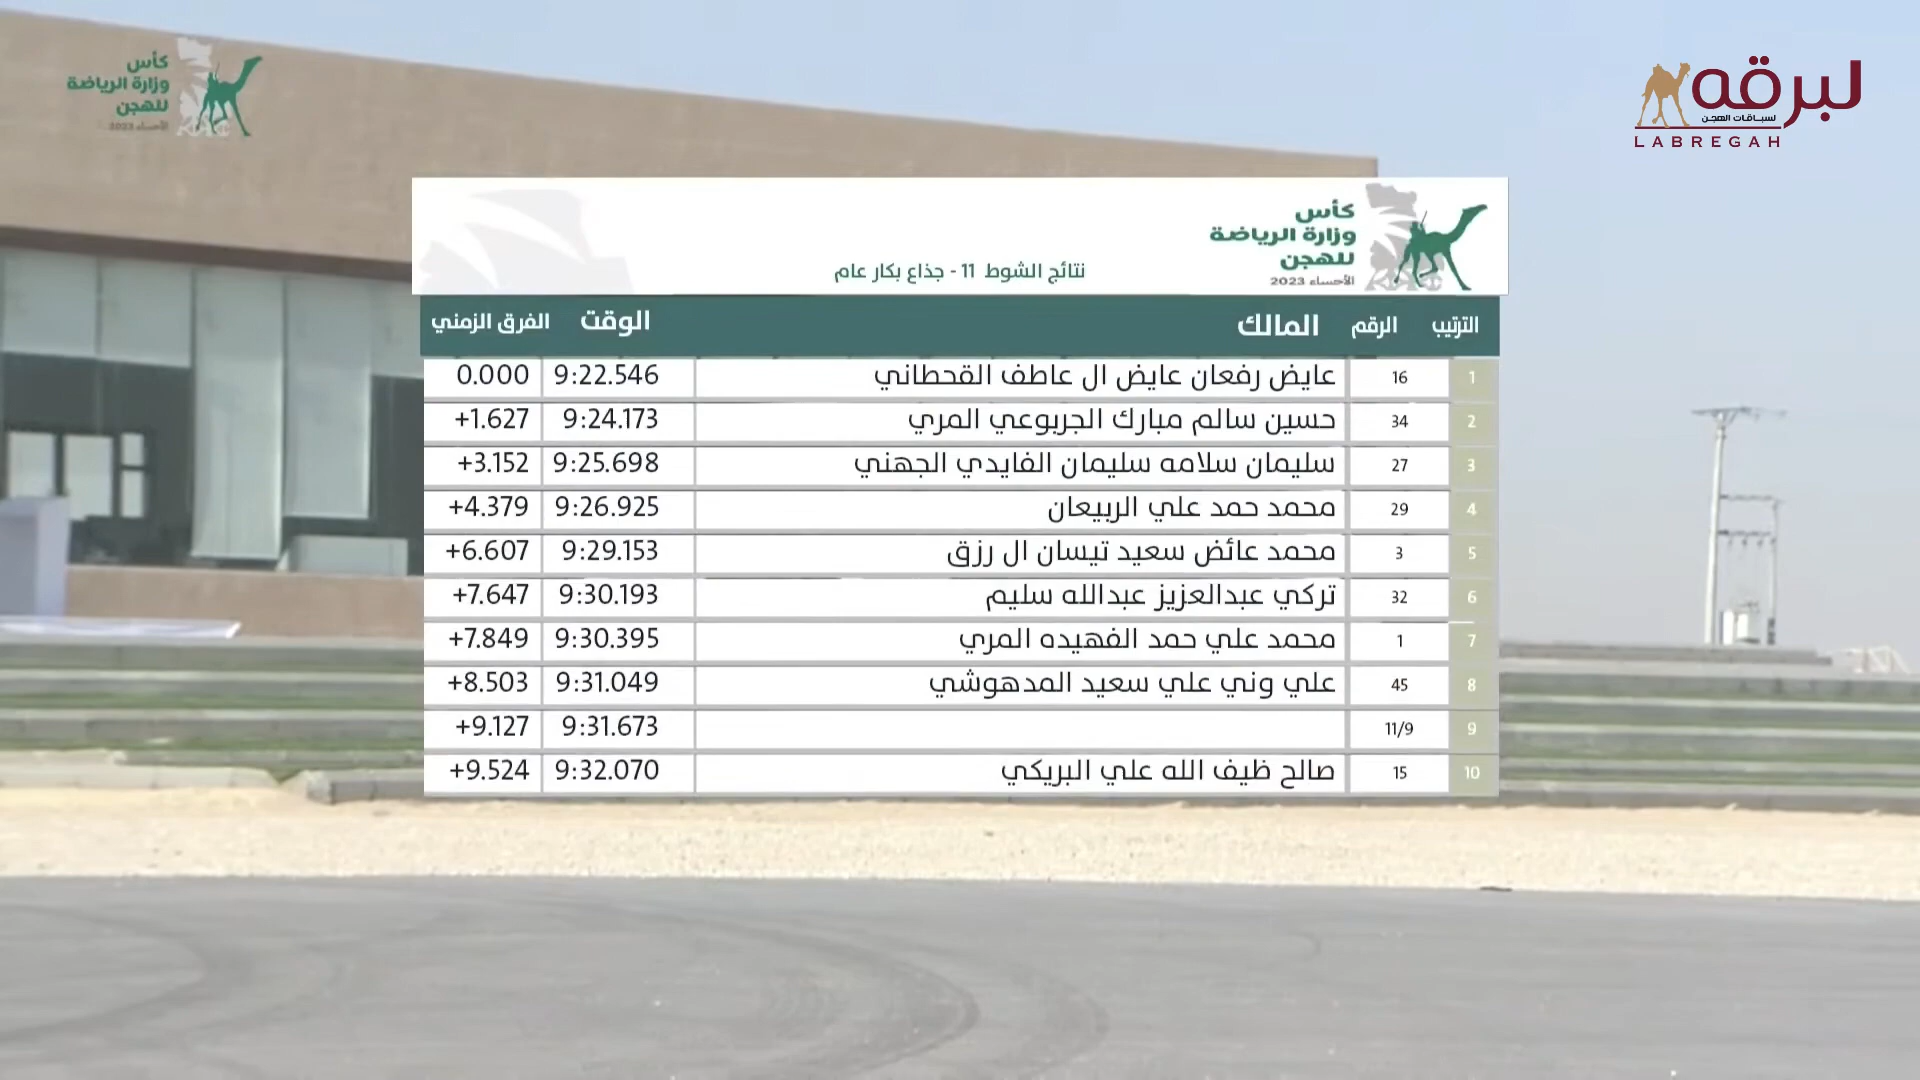 كأس
وزارة الرياضة
للهجن
الأحساء 2023
لبرقه
لسباقات الهجن
LABREGAH
كأس
وزارة الرياضة
للهجن
الأحساء 2023
نتائج الشوط 11 - جذاع بكار عام
الترتيب الرقم المالك الوقت الفرق الزمني
1 16 عايض رفعان عايض ال عاطف القحطاني 9:22.546 0.000
2 34 حسين سالم مبارك الجربوعي المري 9:24.173 +1.627
3 27 سليمان سلامه سليمان الفايدي الجهني 9:25.698 +3.152
4 29 محمد حمد علي الربيعان 9:26.925 +4.379
5 3 محمد عائض سعيد تيسان ال رزق 9:29.153 +6.607
6 32 تركي عبدالعزيز عبدالله سليم 9:30.193 +7.647
7 1 محمد علي حمد الفهيده المري 9:30.395 +7.849
8 45 علي وني علي سعيد المدهوشي 9:31.049 +8.503
9 11/9 9:31.673 +9.127
10 15 صالح ظيف الله علي البريكي 9:32.070 +9.524